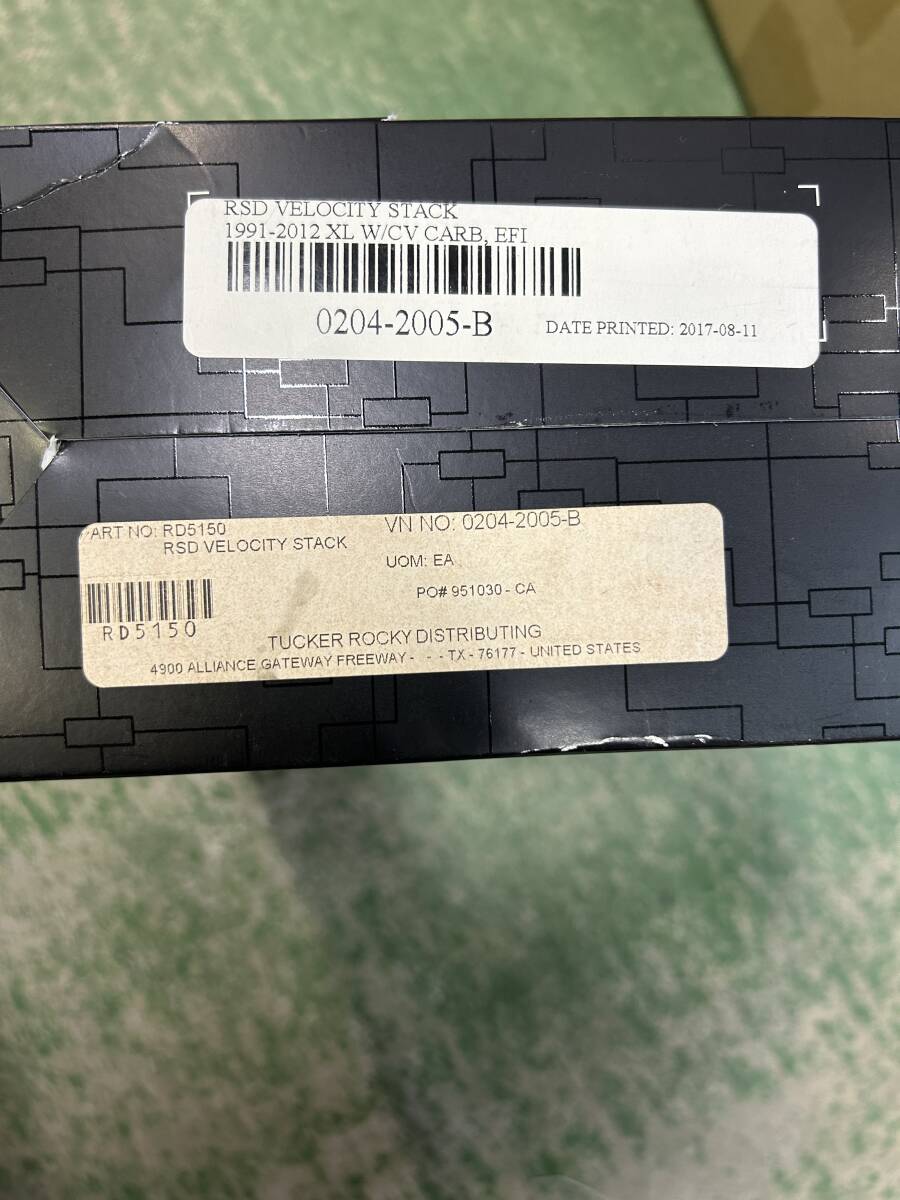 RSD VELOCITY STACK
1991-2012 XL W/CV CARB, EFI
0204-2005-B DATE PRINTED: 2017-08-11
PART NO: RD5150 VN NO: 0204-2005-B
RSD VELOCITY STACK
UOM: EA
PO# 951030 - CA
RD5150
TUCKER ROCKY DISTRIBUTING
4900 ALLIANCE GATEWAY FREEWAY - - - TX - 76177 - UNITED STATES